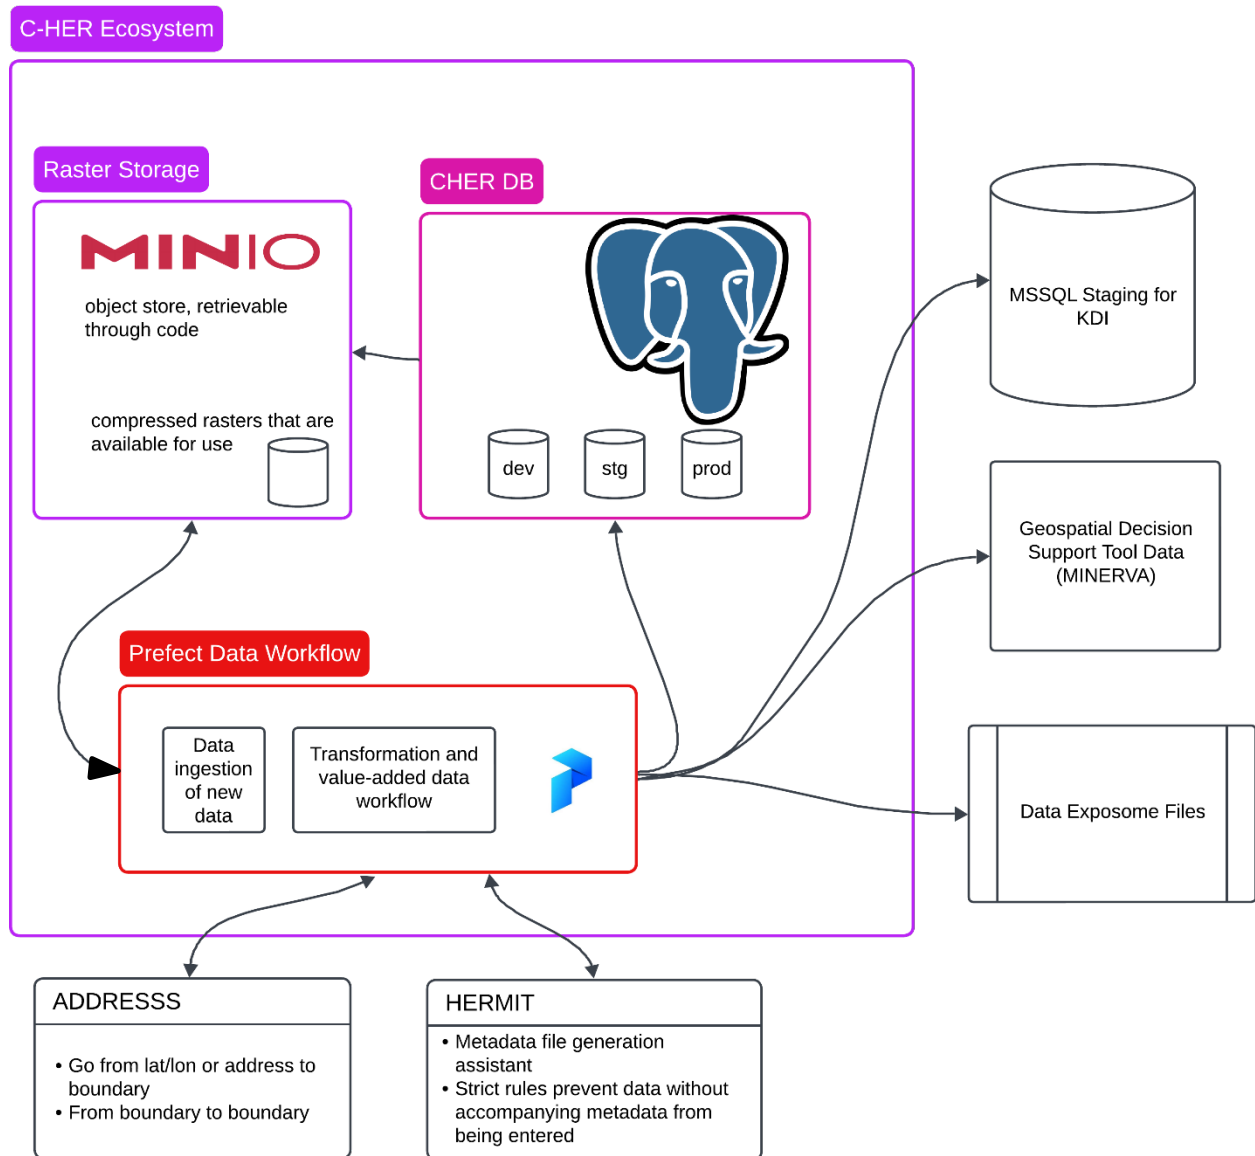 C-HER Ecosystem
Raster Storage
MINIO
object store, retrievable
through code
compressed rasters that are
available for use
CHER DB
dev
stg
prod
MSSQL Staging for
KDI
Geospatial Decision
Support Tool Data
(MINERVA)
Data Exposome Files
Prefect Data Workflow
Data
ingestion
of new
data
Transformation and
value-added data
workflow
ADDRESSS
• Go from lat/lon or address to
boundary
• From boundary to boundary
HERMIT
• Metadata file generation
assistant
• Strict rules prevent data without
accompanying metadata from
being entered